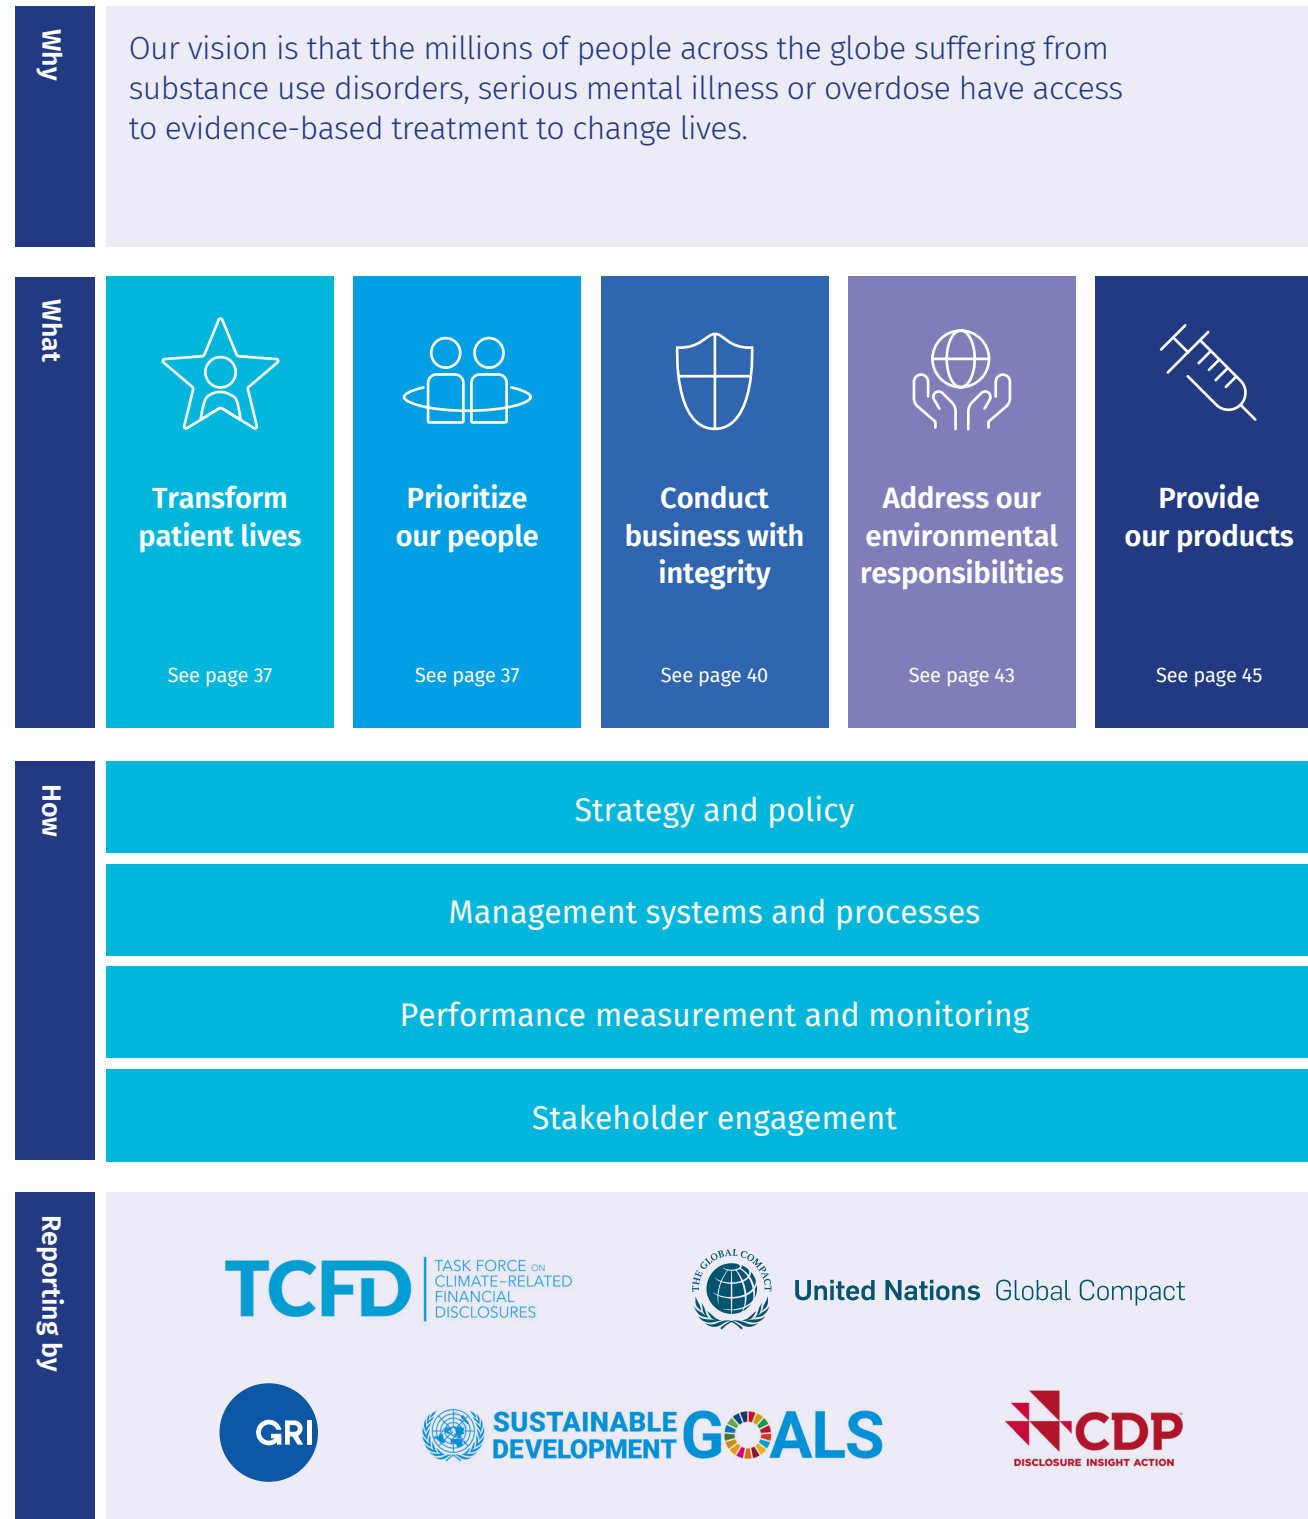 Why
Our vision is that the millions of people across the globe suffering from
substance use disorders, serious mental illness or overdose have access
to evidence-based treatment to change lives.
What
Transform
patient lives
See page 37
Prioritize
our people
See page 37
Conduct
business with
integrity
See page 40
Address our
environmental
responsibilities
See page 43
Provide
our products
See page 45
How
Strategy and policy
Management systems and processes
Performance measurement and monitoring
Stakeholder engagement
Reporting by
TCFD
TASK FORCE ON
CLIMATE-RELATED
FINANCIAL
DISCLOSURES
THE GLOBAL COMPACT
United Nations Global Compact
GRI
SUSTAINABLE
DEVELOPMENT
GOALS
CDP
DISCLOSURE INSIGHT ACTION